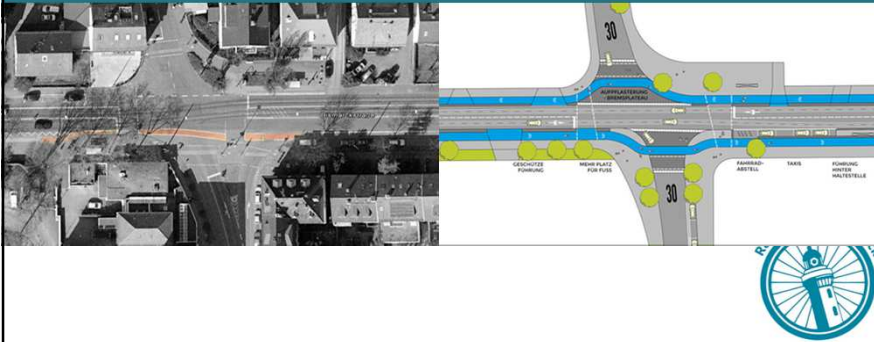 30
AUFPFLASTERUNG
/ BREMSPLATEAU
GESCHÜTZE
FÜHRUNG
MEHR PLATZ
FÜR FUSS
FAHRRAD-
ABSTELL
TAXIS
FÜHRUNG
HINTER
HALTESTELLE
30